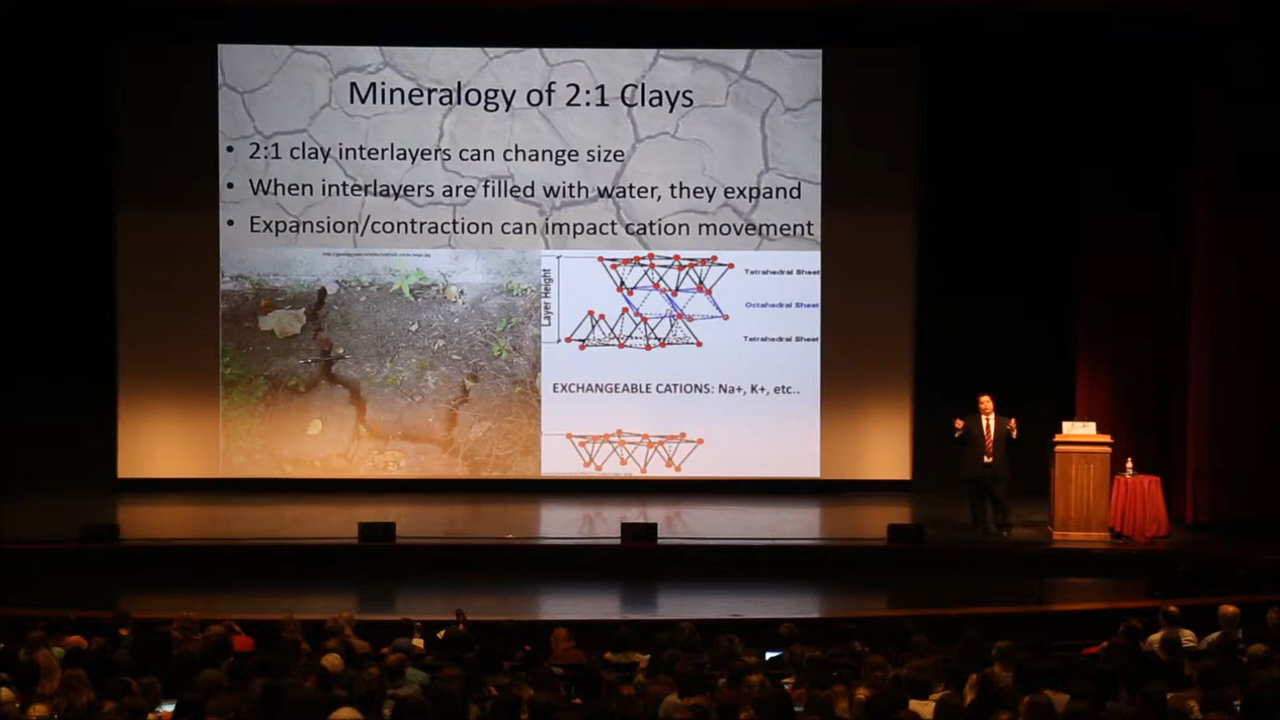 Mineralogy of 2:1 Clays
• 2:1 clay interlayers can change size
• When interlayers are filled with water, they expand
• Expansion/contraction can impact cation movement
Layer Height
Tetrahedral Sheet
Octahedral Sheet
Tetrahedral Sheet
EXCHANGEABLE CATIONS: Na+, K+, etc..